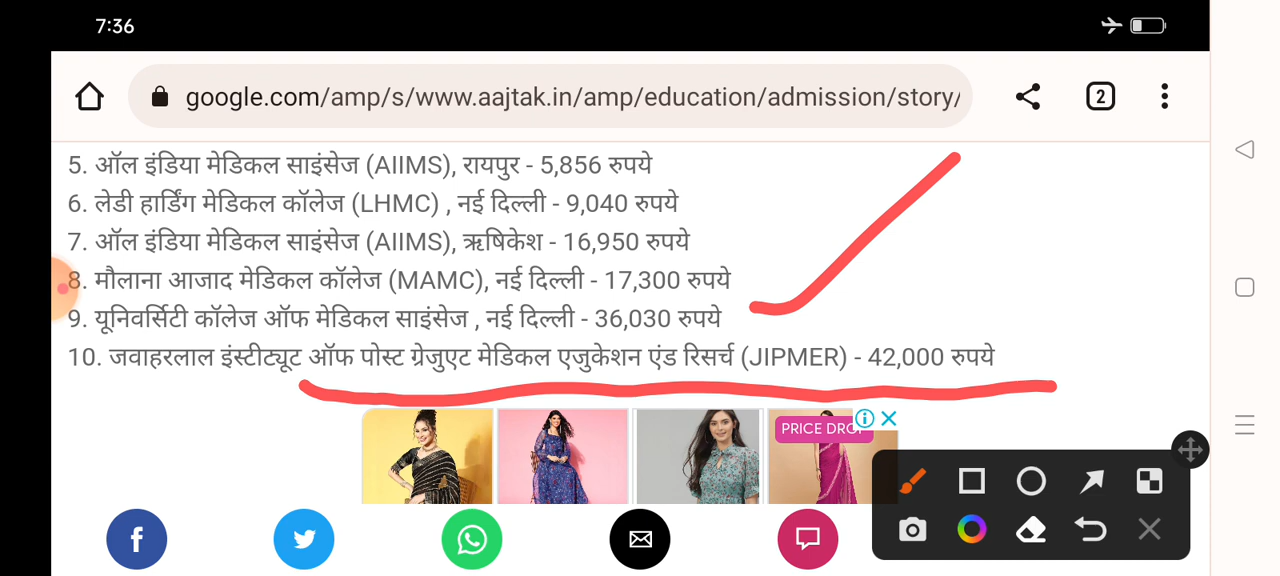 7:36
google.com/amp/s/www.aajtak.in/amp/education/admission/story/
2
5. ऑल इंडिया मेडिकल साइंसेज (AIIMS), रायपुर - 5,856 रुपये
6. लेडी हार्डिंग मेडिकल कॉलेज (LHMC) , नई दिल्ली - 9,040 रुपये
7. ऑल इंडिया मेडिकल साइंसेज (AIIMS), ऋषिकेश - 16,950 रुपये
8. मौलाना आजाद मेडिकल कॉलेज (MAMC), नई दिल्ली - 17,300 रुपये
9. यूनिवर्सिटी कॉलेज ऑफ मेडिकल साइंसेज , नई दिल्ली - 36,030 रुपये
10. जवाहरलाल इंस्टीट्यूट ऑफ पोस्ट ग्रेजुएट मेडिकल एजुकेशन एंड रिसर्च (JIPMER) - 42,000 रुपये
PRICE DROP